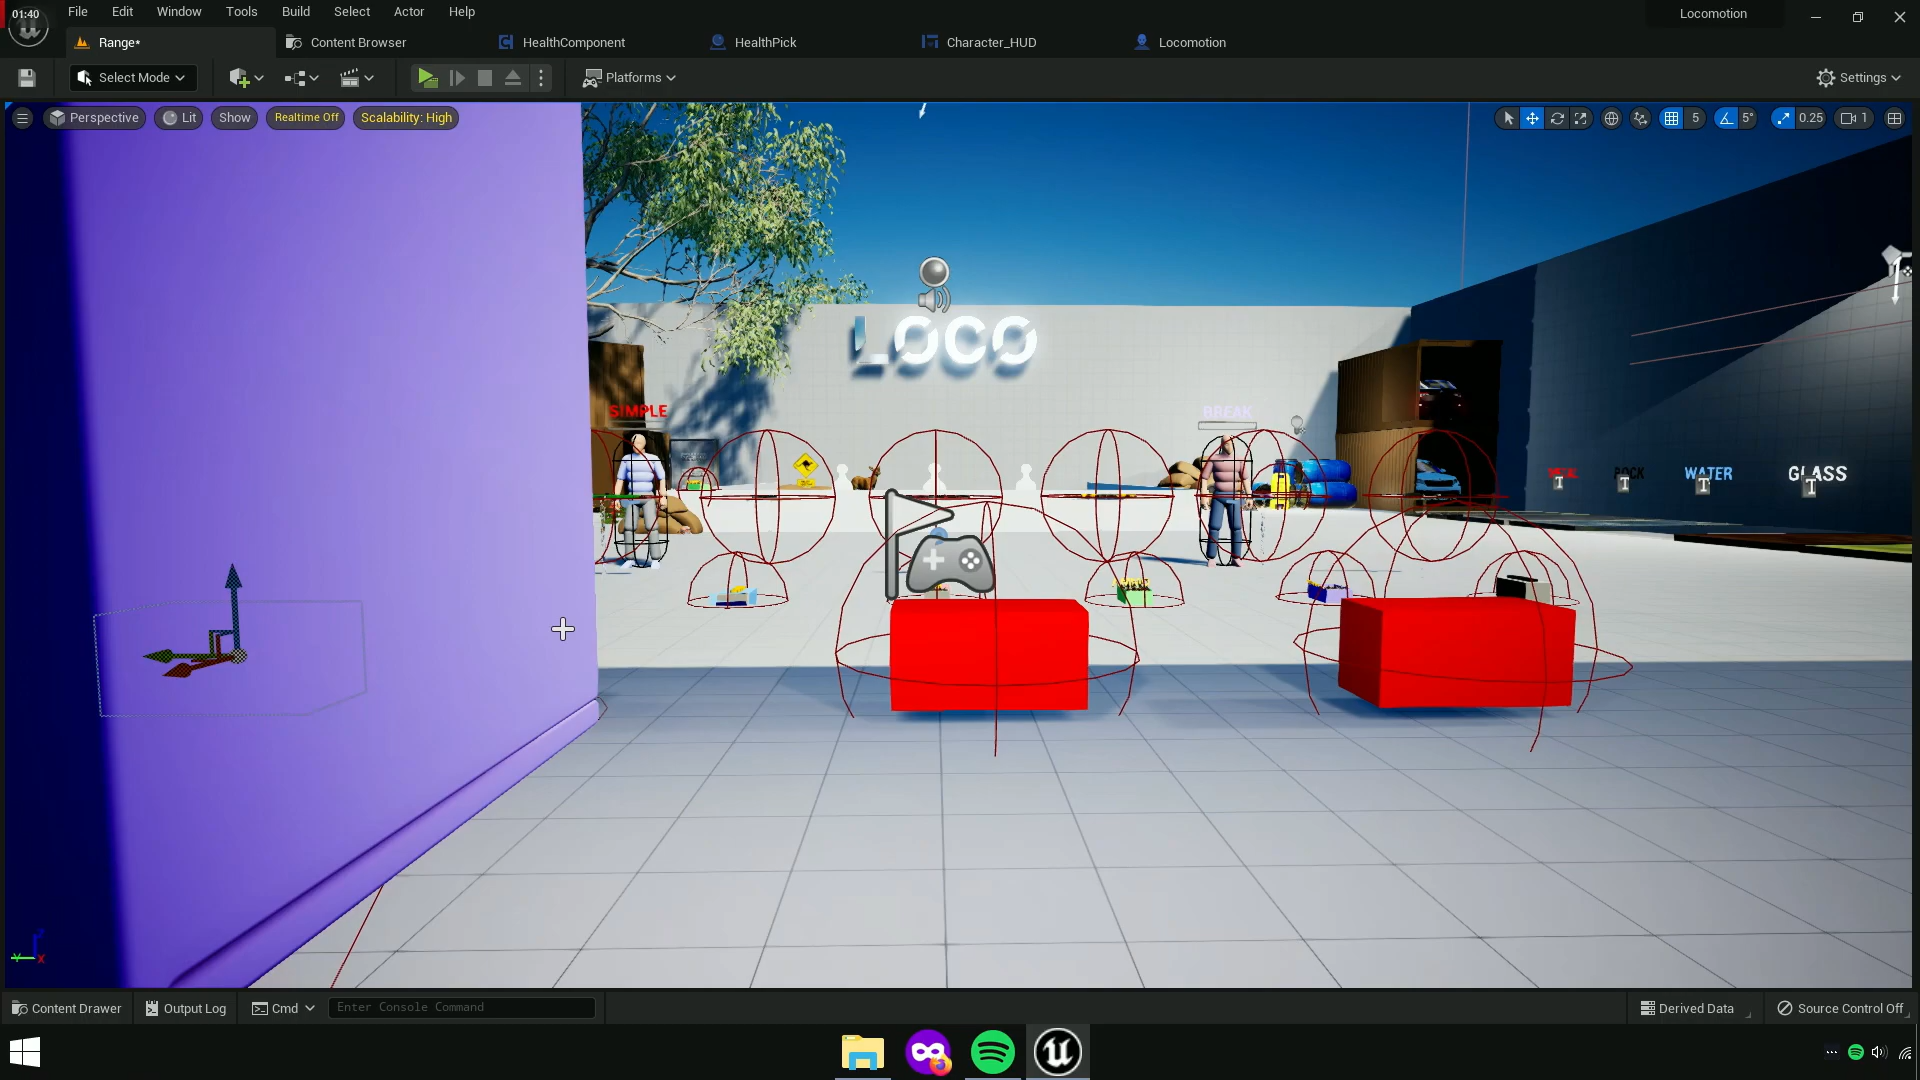 01:40
File Edit Window Tools Build Select Actor Help
Locomotion
Range*
Content Browser
HealthComponent
HealthPick
Character_HUD
Locomotion
Select Mode
Platforms
Settings
Perspective
Lit
Show
Realtime Off
Scalability: High
5
5°
0.25
1
LOCO
SIMPLE
BREAK
METAL
ROCK
WATER
GLASS
T
T
T
T
Z
Y
X
Content Drawer
Output Log
Cmd
Enter Console Command
Derived Data
Source Control Off